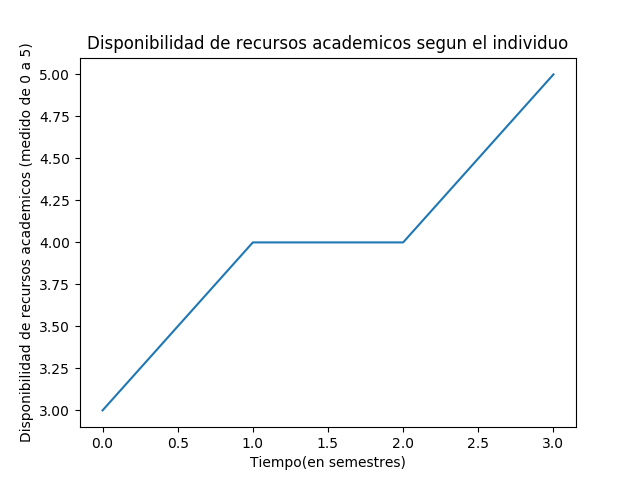 Disponibilidad de recursos academicos segun el individuo
Disponibilidad de recursos academicos (medido de 0 a 5)
5.00
4.75
4.50
4.25
4.00
3.75
3.50
3.25
3.00
0.0 0.5 1.0 1.5 2.0 2.5 3.0
Tiempo(en semestres)